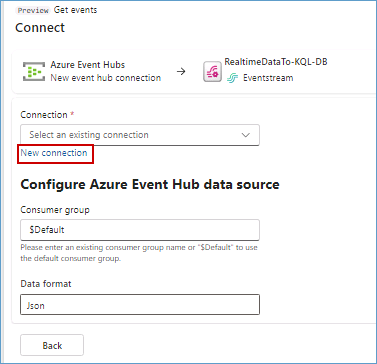 Preview Get events
Connect
Azure Event Hubs
New event hub connection
RealtimeDataTo-KQL-DB
Eventstream
Connection *
Select an existing connection
New connection
Configure Azure Event Hub data source
Consumer group
$Default
Please enter an existing consumer group name or "$Default" to use
the default consumer group.
Data format
Json
Back